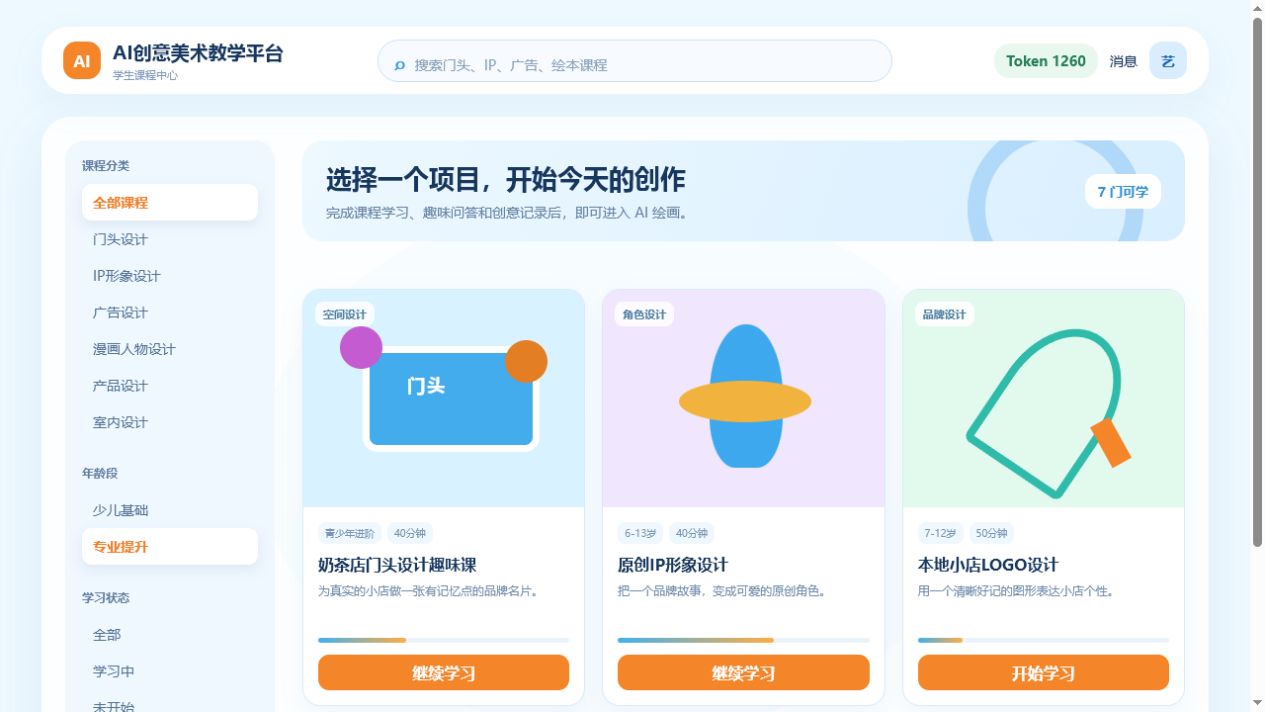 AI
AI创意美术教学平台
学生课程中心
搜索门头、IP、广告、绘本课程
Token 1260
消息
艺
课程分类
全部课程
门头设计
IP形象设计
广告设计
漫画人物设计
产品设计
室内设计
年龄段
少儿基础
专业提升
学习状态
全部
学习中
未开始
选择一个项目，开始今天的创作
完成课程学习、趣味问答和创意记录后，即可进入 AI 绘画。
7 门可学
空间设计
门头
青少年进阶
40分钟
奶茶店门头设计趣味课
为真实的小店做一张有记忆点的品牌名片。
继续学习
角色设计
6-13岁
40分钟
原创IP形象设计
把一个品牌故事，变成可爱的原创角色。
继续学习
品牌设计
7-12岁
50分钟
本地小店LOGO设计
用一个清晰好记的图形表达小店个性。
开始学习